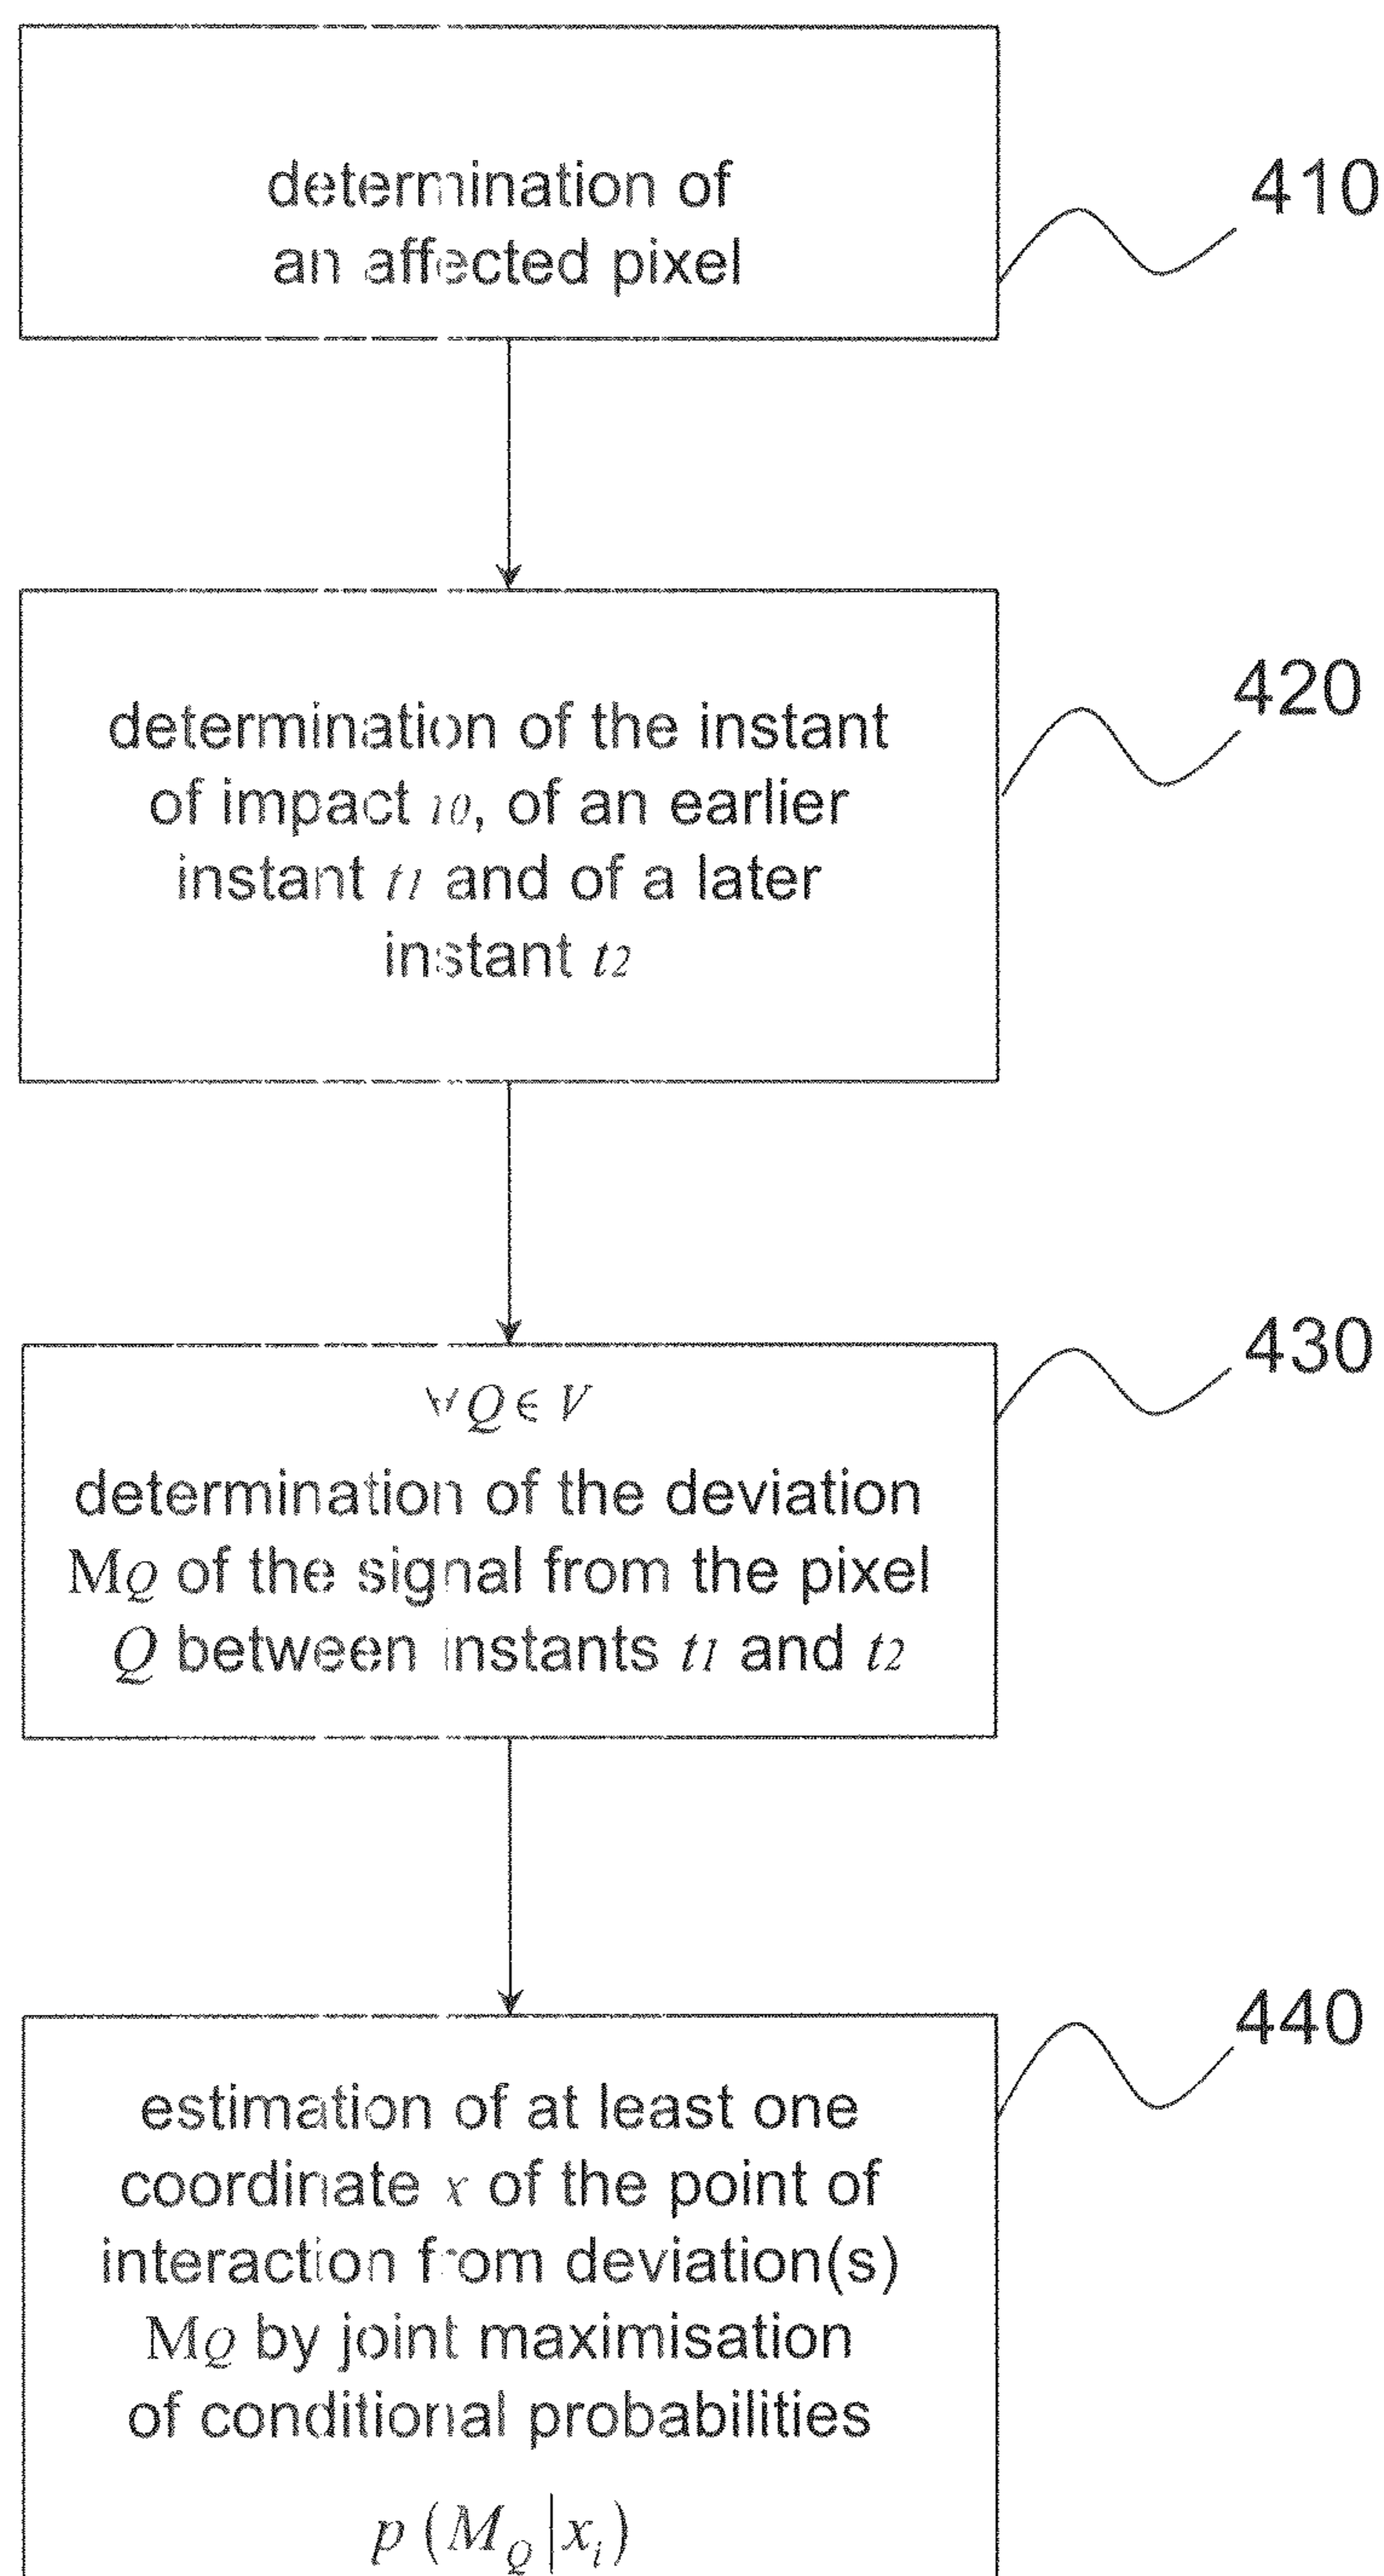 determination of
an affected pixel
410
determination of the instant
of impact t0, of an earlier
instant t1 and of a later
instant t2
420
∀Q ∈ V
determination of the deviation
MQ of the signal from the pixel
Q between instants t1 and t2
430
estimation of at least one
coordinate x of the point of
interaction from deviation(s)
MQ by joint maximisation
of conditional probabilities
p (M_Q | x_i)
440